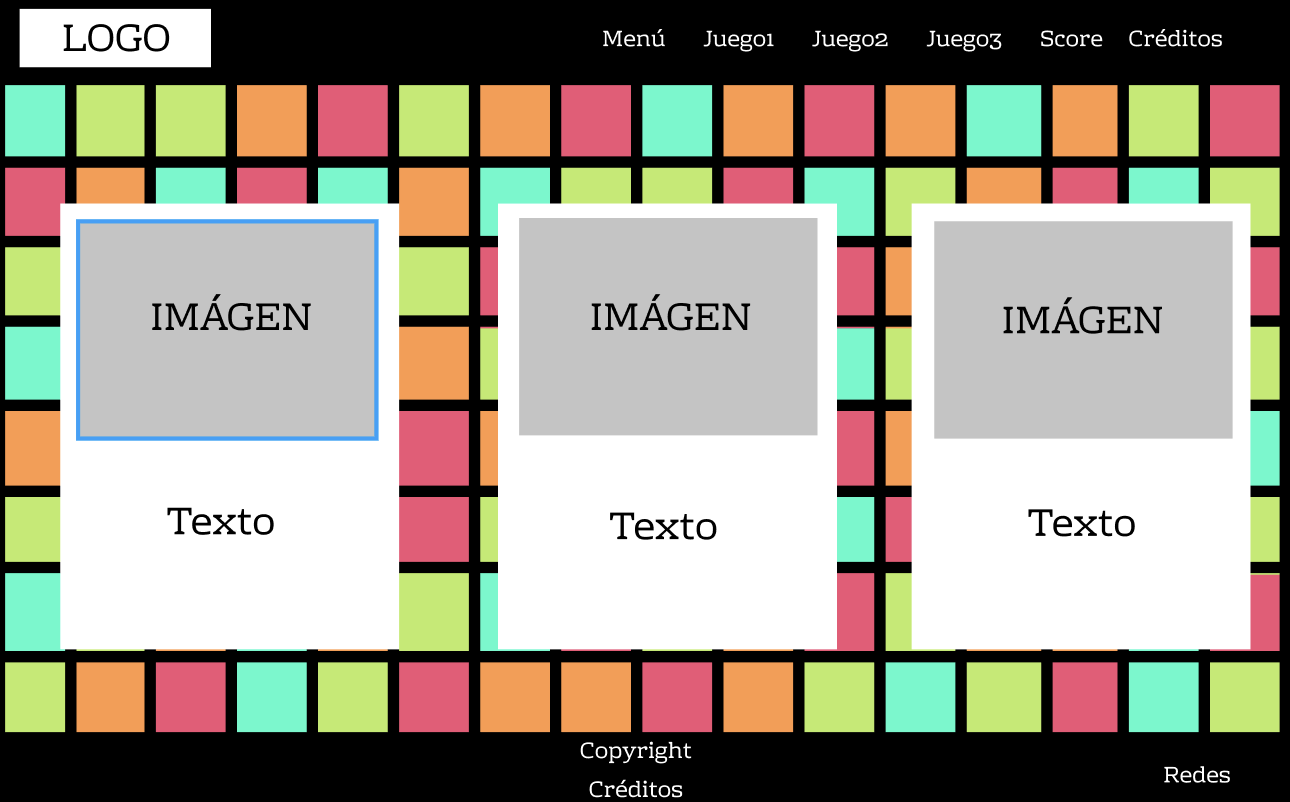 LOGO
Menú Juego1 Juego2 Juego3 Score Créditos
IMÁGEN
Texto
IMÁGEN
Texto
IMÁGEN
Texto
Copyright
Créditos
Redes